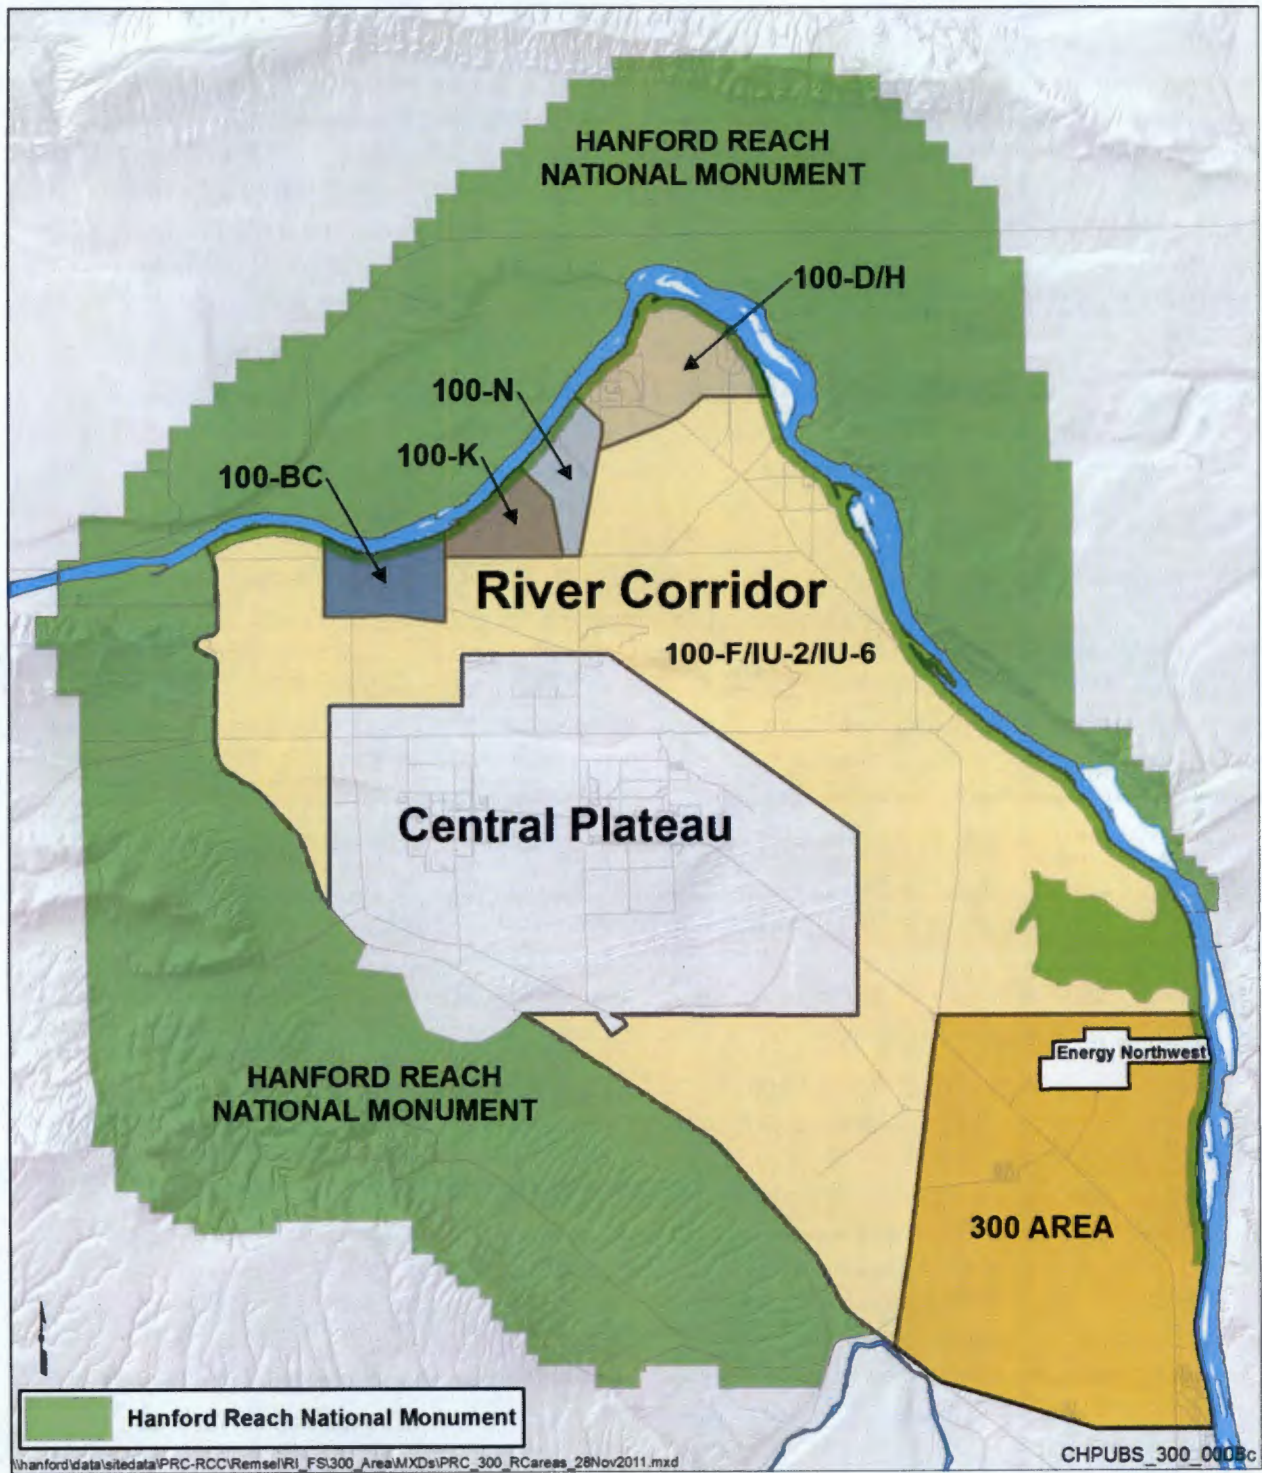 HANFORD REACH
NATIONAL MONUMENT
100-D/H
100-N
100-K
100-BC
River Corridor
100-F/IU-2/IU-6
Central Plateau
Energy Northwest
HANFORD REACH
NATIONAL MONUMENT
300 AREA
Hanford Reach National Monument
\\hanford\data\sitedata\PRC-RCC\Remsel\RI_FS\300_Area\MXDs\PRC_300_RCareas_28Nov2011.mxd